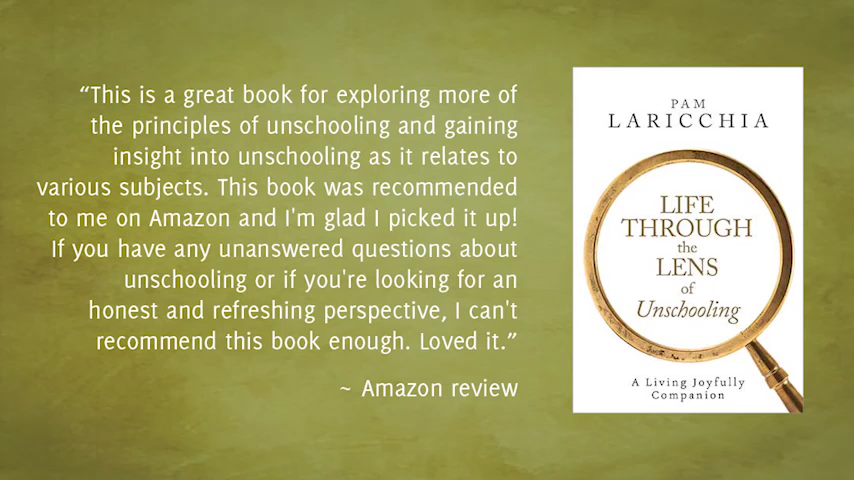 “This is a great book for exploring more of
the principles of unschooling and gaining
insight into unschooling as it relates to
various subjects. This book was recommended
to me on Amazon and I'm glad I picked it up!
If you have any unanswered questions about
unschooling or if you're looking for an
honest and refreshing perspective, I can't
recommend this book enough. Loved it.”
~ Amazon review
PAM
LARICCHIA
LIFE
THROUGH
the
LENS
of
Unschooling
A Living Joyfully
Companion